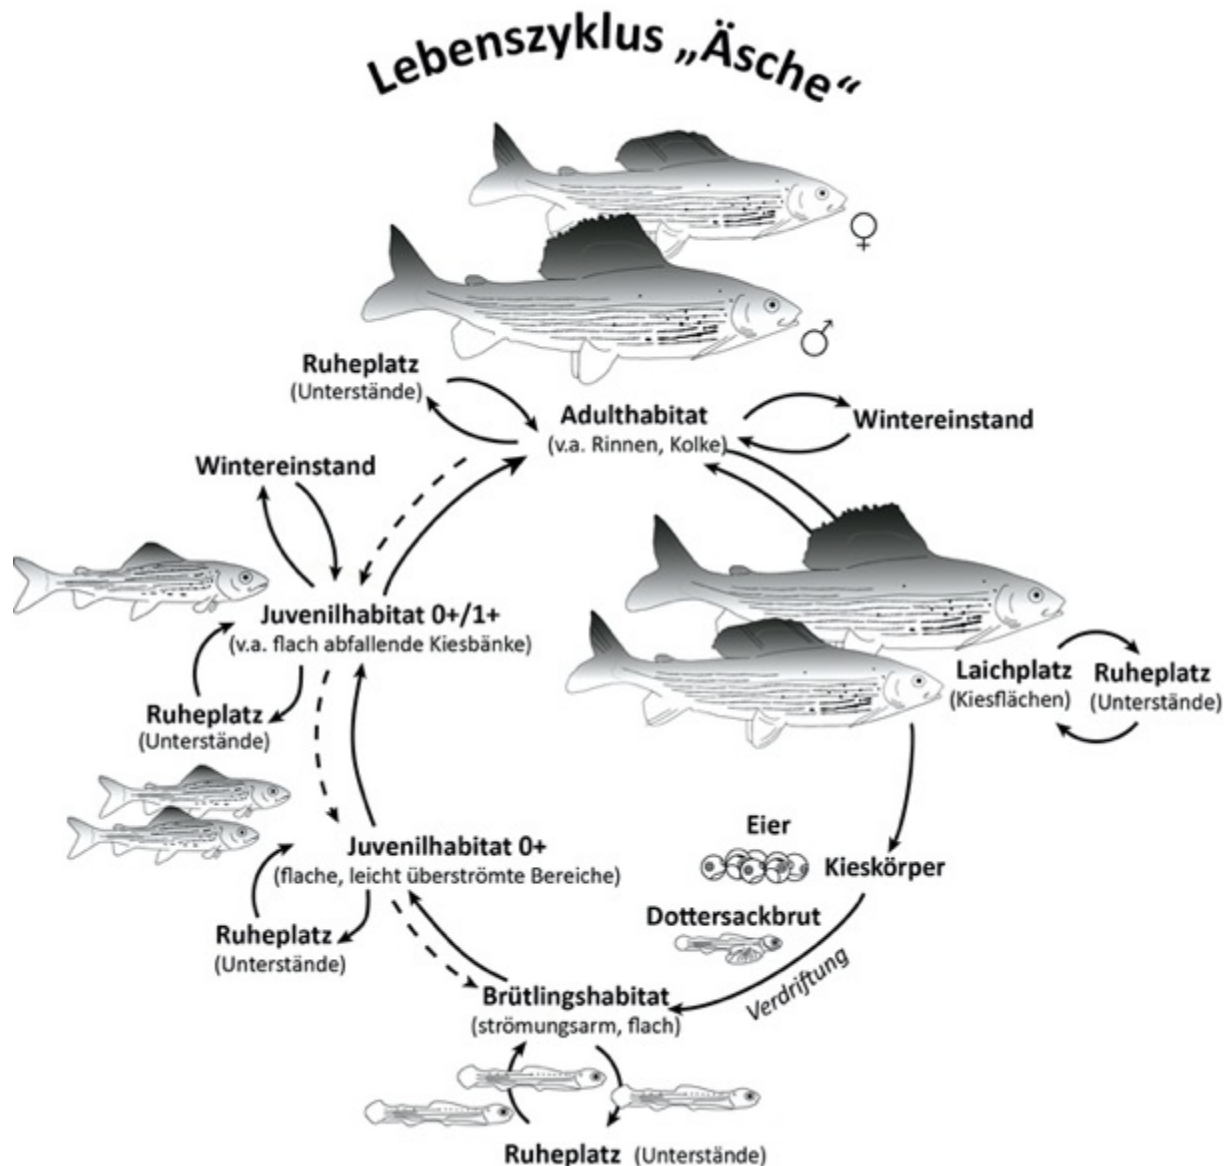 Lebenszyklus „Äsche“
♀
♂
Ruheplatz
(Unterstände)
Adulthabitat
(v.a. Rinnen, Kolke)
Wintereinstand
Wintereinstand
Juvenilhabitat 0+/1+
(v.a. flach abfallende Kiesbänke)
Laichplatz
(Kiesflächen)
Ruheplatz
(Unterstände)
Ruheplatz
(Unterstände)
Juvenilhabitat 0+
(flache, leicht überströmte Bereiche)
Eier
Kieskörper
Dottersackbrut
Ruheplatz
(Unterstände)
Verdriftung
Brütlingshabitat
(strömungsarm, flach)
Ruheplatz (Unterstände)